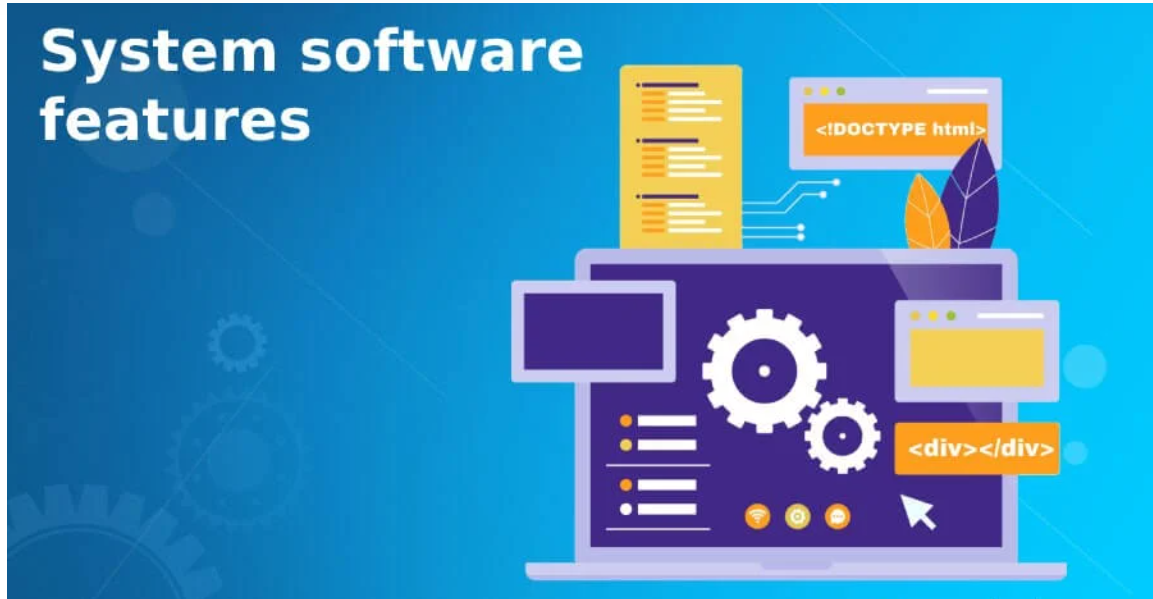 System software
features
<!DOCTYPE html>
<div></div>